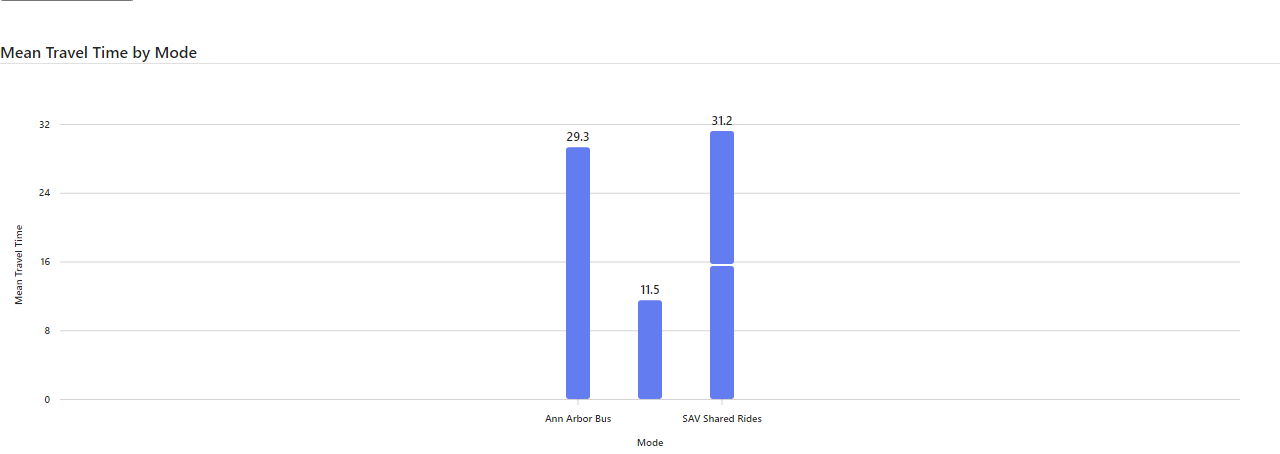 Mean Travel Time by Mode
32
24
16
8
0
Mean Travel Time
29.3
11.5
31.2
Ann Arbor Bus
SAV Shared Rides
Mode